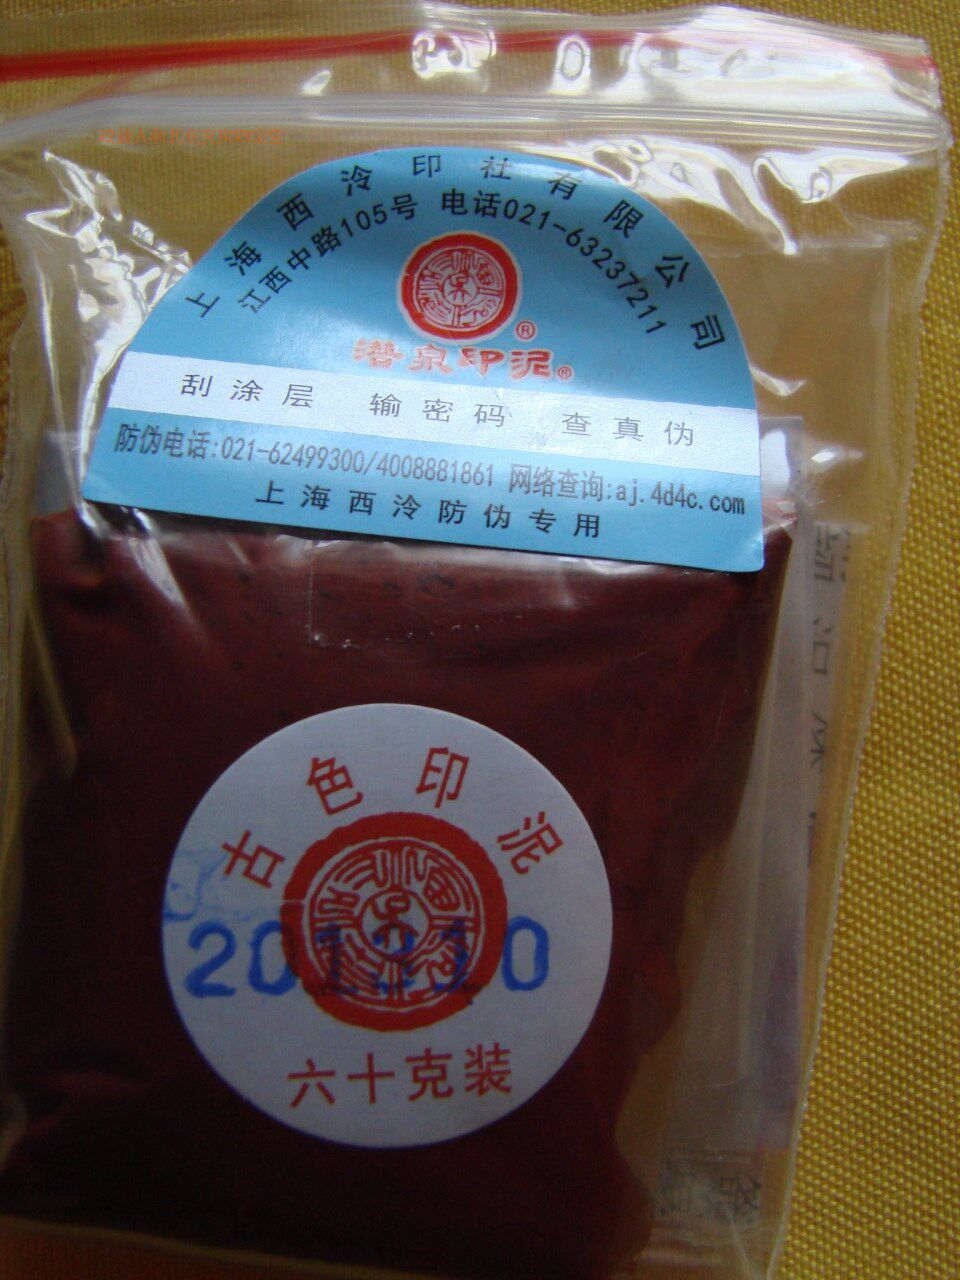 上海西泠印社有限公司
江西中路105号 电话021-63237211
®
潜泉印泥®
刮涂层 输密码 查真伪
防伪电话:021-62499300/4008881861 网络查询:aj.4d4c.com
上海西泠防伪专用
古色印泥
六十克装